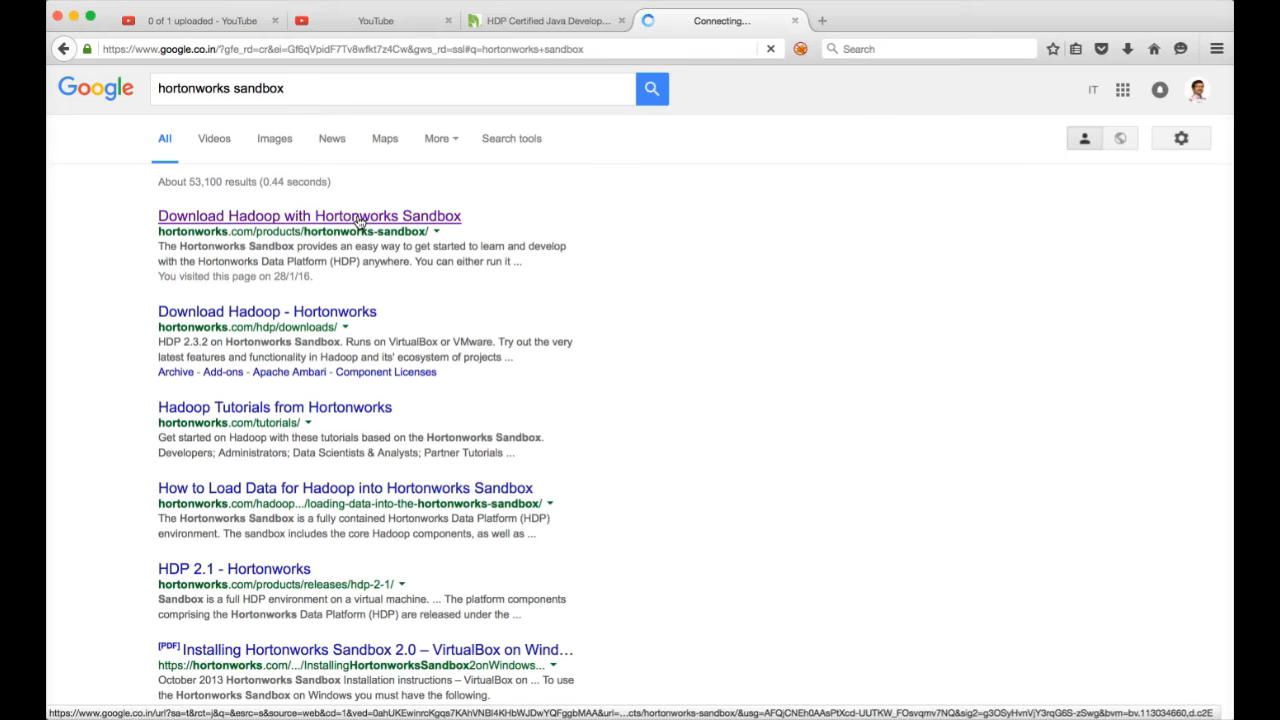 0 of 1 uploaded - YouTube
YouTube
HDP Certified Java Develop...
Connecting...
https://www.google.co.in/?gfe_rd=cr&ei=Gf6qVpidF7Tv8wfkt7z4Cw&gws_rd=ssl#q=hortonworks+sandbox
Search
Google
hortonworks sandbox
IT
All Videos Images News Maps More Search tools
About 53,100 results (0.44 seconds)
Download Hadoop with Hortonworks Sandbox
hortonworks.com/products/hortonworks-sandbox/
The Hortonworks Sandbox provides an easy way to get started to learn and develop
with the Hortonworks Data Platform (HDP) anywhere. You can either run it ...
You visited this page on 28/1/16.
Download Hadoop - Hortonworks
hortonworks.com/hdp/downloads/
HDP 2.3.2 on Hortonworks Sandbox. Runs on VirtualBox or VMware. Try out the very
latest features and functionality in Hadoop and its' ecosystem of projects ...
Archive - Add-ons - Apache Ambari - Component Licenses
Hadoop Tutorials from Hortonworks
hortonworks.com/tutorials/
Get started on Hadoop with these tutorials based on the Hortonworks Sandbox.
Developers; Administrators; Data Scientists & Analysts; Partner Tutorials ...
How to Load Data for Hadoop into Hortonworks Sandbox
hortonworks.com/hadoop.../loading-data-into-the-hortonworks-sandbox/
The Hortonworks Sandbox is a fully contained Hortonworks Data Platform (HDP)
environment. The sandbox includes the core Hadoop components, as well as ...
HDP 2.1 - Hortonworks
hortonworks.com/products/releases/hdp-2-1/
Sandbox is a full HDP environment on a virtual machine. ... The platform components
comprising the Hortonworks Data Platform (HDP) are released under the ...
[PDF] Installing Hortonworks Sandbox 2.0 – VirtualBox on Wind...
https://hortonworks.com/.../InstallingHortonworksSandbox2onWindows...
October 2013 Hortonworks Sandbox Installation instructions – VirtualBox on ... To use
the Hortonworks Sandbox on Windows you must have the following.